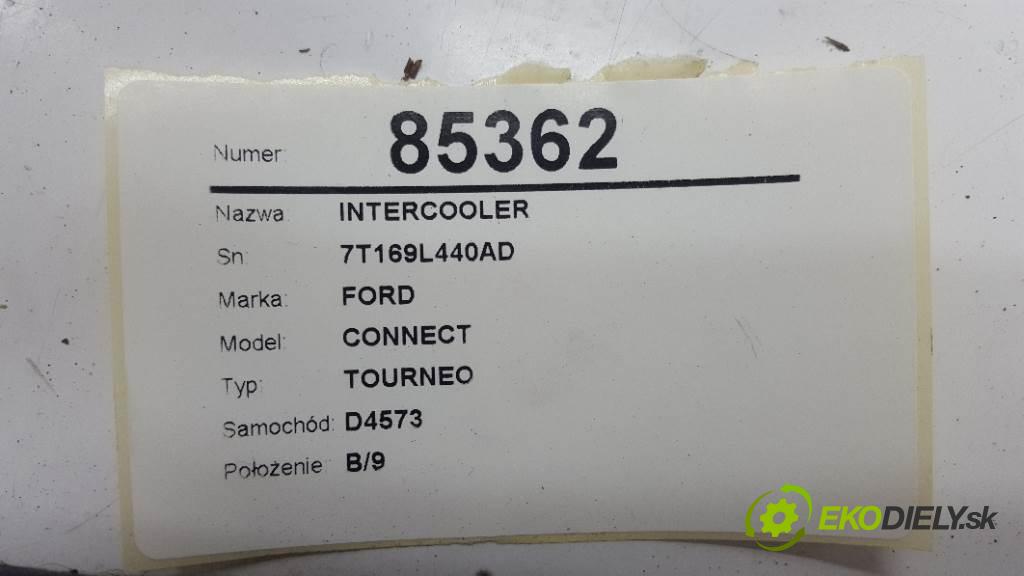 Numer: 85362
Nazwa: INTERCOOLER
Sn: 7T169L440AD
Marka: FORD
Model: CONNECT
Typ: TOURNEO
Samochód: D4573
Położenie B/9
EKODIELY.sk